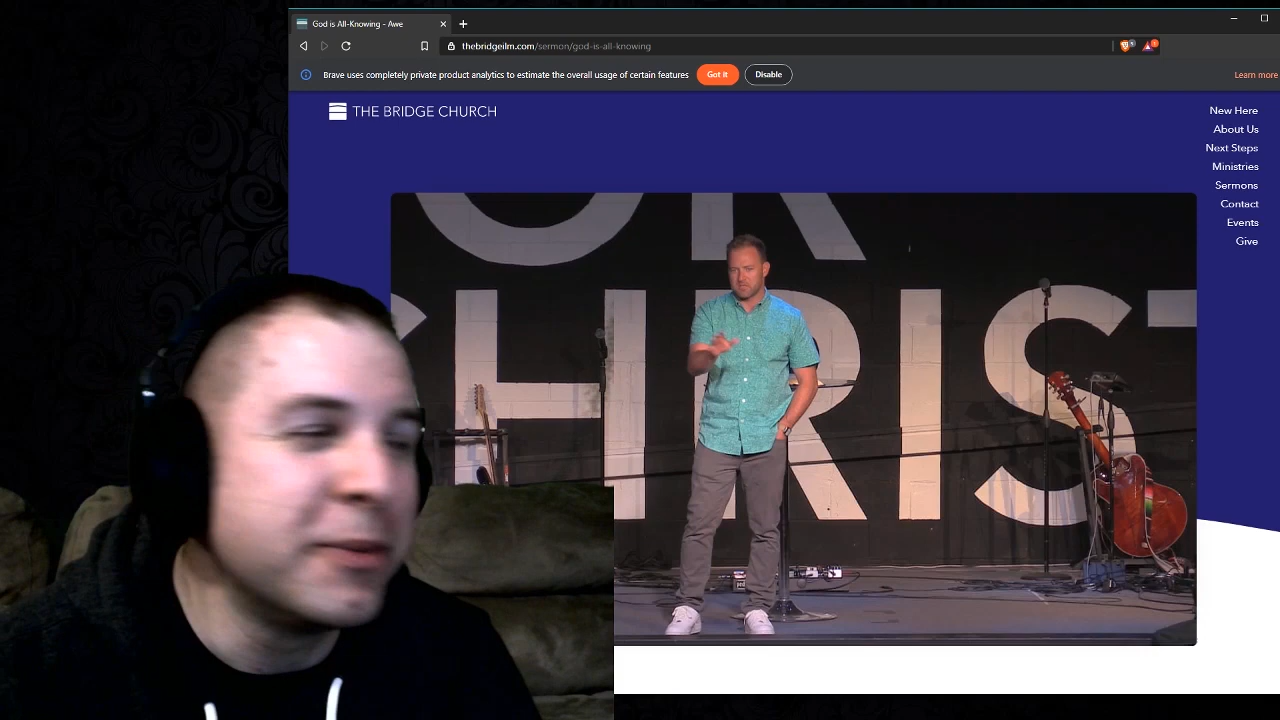 God is All-Knowing - Awe
thebridgeilm.com/sermon/god-is-all-knowing
Brave uses completely private product analytics to estimate the overall usage of certain features
Got it
Disable
Learn more
THE BRIDGE CHURCH
New Here
About Us
Next Steps
Ministries
Sermons
Contact
Events
Give
OR
CHRIST